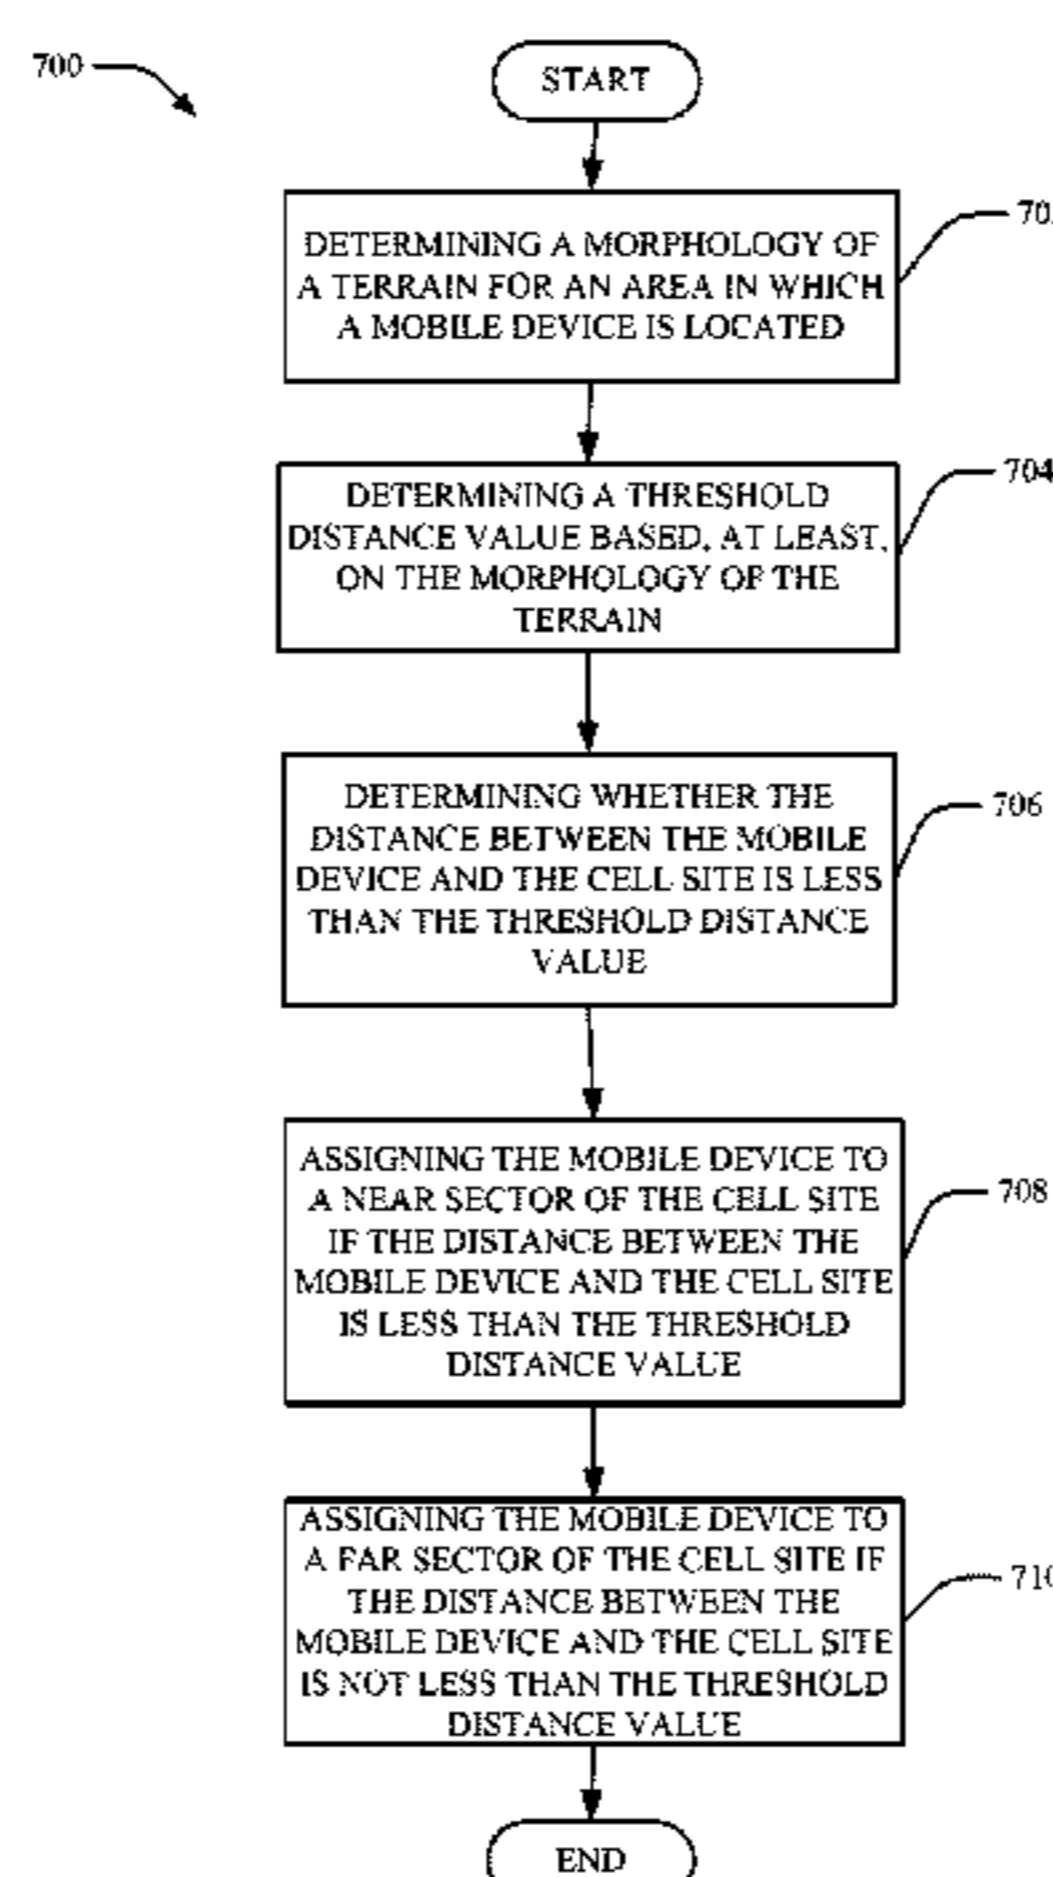 700
START
DETERMINING A MORPHOLOGY OF
A TERRAIN FOR AN AREA IN WHICH
A MOBILE DEVICE IS LOCATED
DETERMINING A THRESHOLD
DISTANCE VALUE BASED, AT LEAST,
ON THE MORPHOLOGY OF THE
TERRAIN
704
DETERMINING WHETHER THE
DISTANCE BETWEEN THE MOBILE
DEVICE AND THE CELL SITE IS LESS
THAN THE THRESHOLD DISTANCE
VALUE
706
ASSIGNING THE MOBILE DEVICE TO
A NEAR SECTOR OF THE CELL SITE
IF THE DISTANCE BETWEEN THE
MOBILE DEVICE AND THE CELL SITE
IS LESS THAN THE THRESHOLD
DISTANCE VALUE
708
ASSIGNING THE MOBILE DEVICE TO
A FAR SECTOR OF THE CELL SITE IF
THE DISTANCE BETWEEN THE
MOBILE DEVICE AND THE CELL SITE
IS NOT LESS THAN THE THRESHOLD
DISTANCE VALUE
710
END